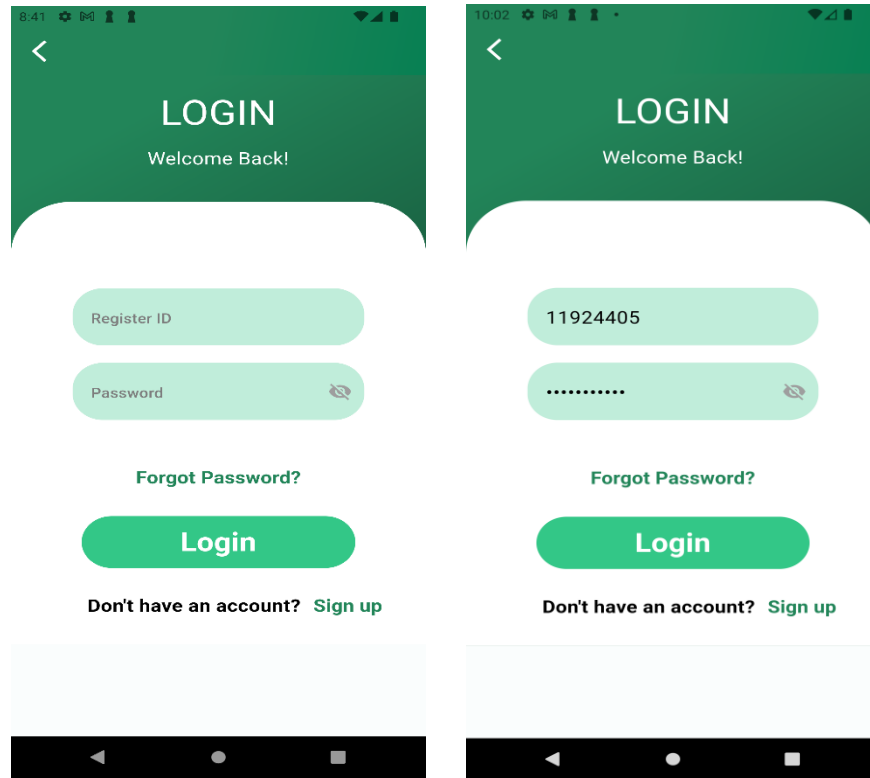 8:41
LOGIN
Welcome Back!
Register ID
Password
Forgot Password?
Login
Don't have an account? Sign up
10:02
LOGIN
Welcome Back!
11924405
•••••••••••
Forgot Password?
Login
Don't have an account? Sign up